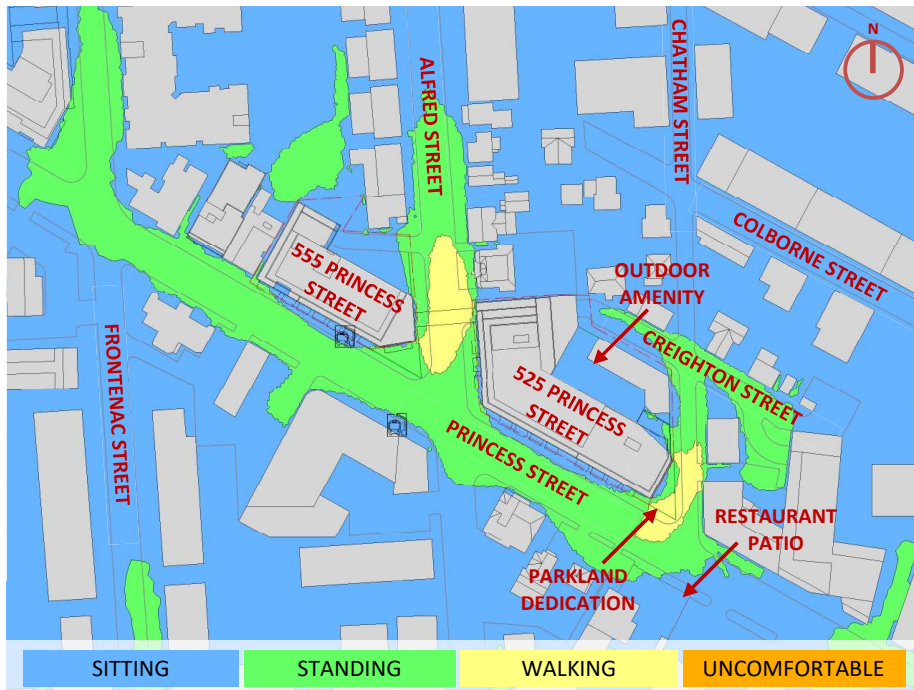 N
ALFRED STREET
CHATHAM STREET
COLBORNE STREET
555 PRINCESS
STREET
OUTDOOR
AMENITY
CREIGHTON STREET
FRONTENAC STREET
525 PRINCESS
STREET
PRINCESS STREET
RESTAURANT
PATIO
PARKLAND
DEDICATION
SITTING
STANDING
WALKING
UNCOMFORTABLE